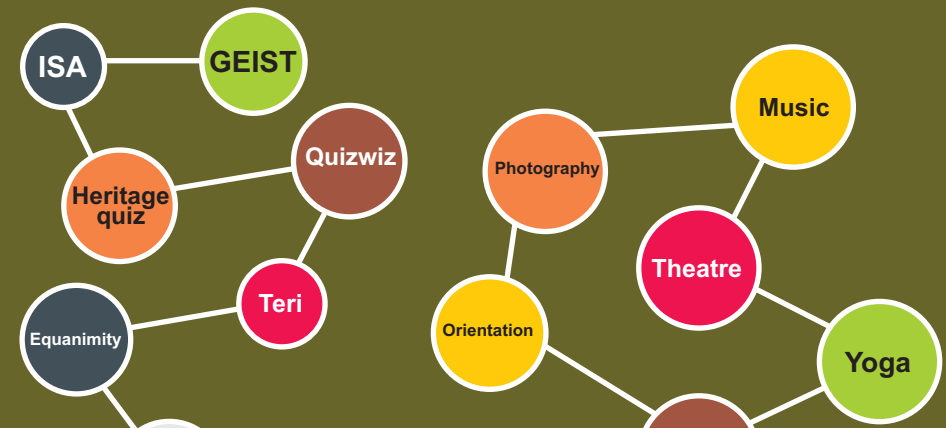 ISA
GEIST
Heritage
quiz
Quizwiz
Teri
Equanimity
Music
Photography
Theatre
Orientation
Yoga